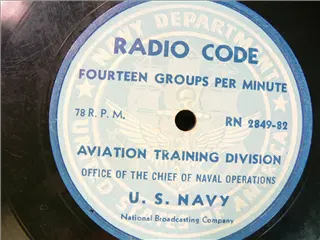 NAVY DEPARTMENT
RADIO CODE
FOURTEEN GROUPS PER MINUTE
78 R. P. M.
RN 2849-82
AVIATION TRAINING DIVISION
OFFICE OF THE CHIEF OF NAVAL OPERATIONS
U. S. NAVY
National Broadcasting Company